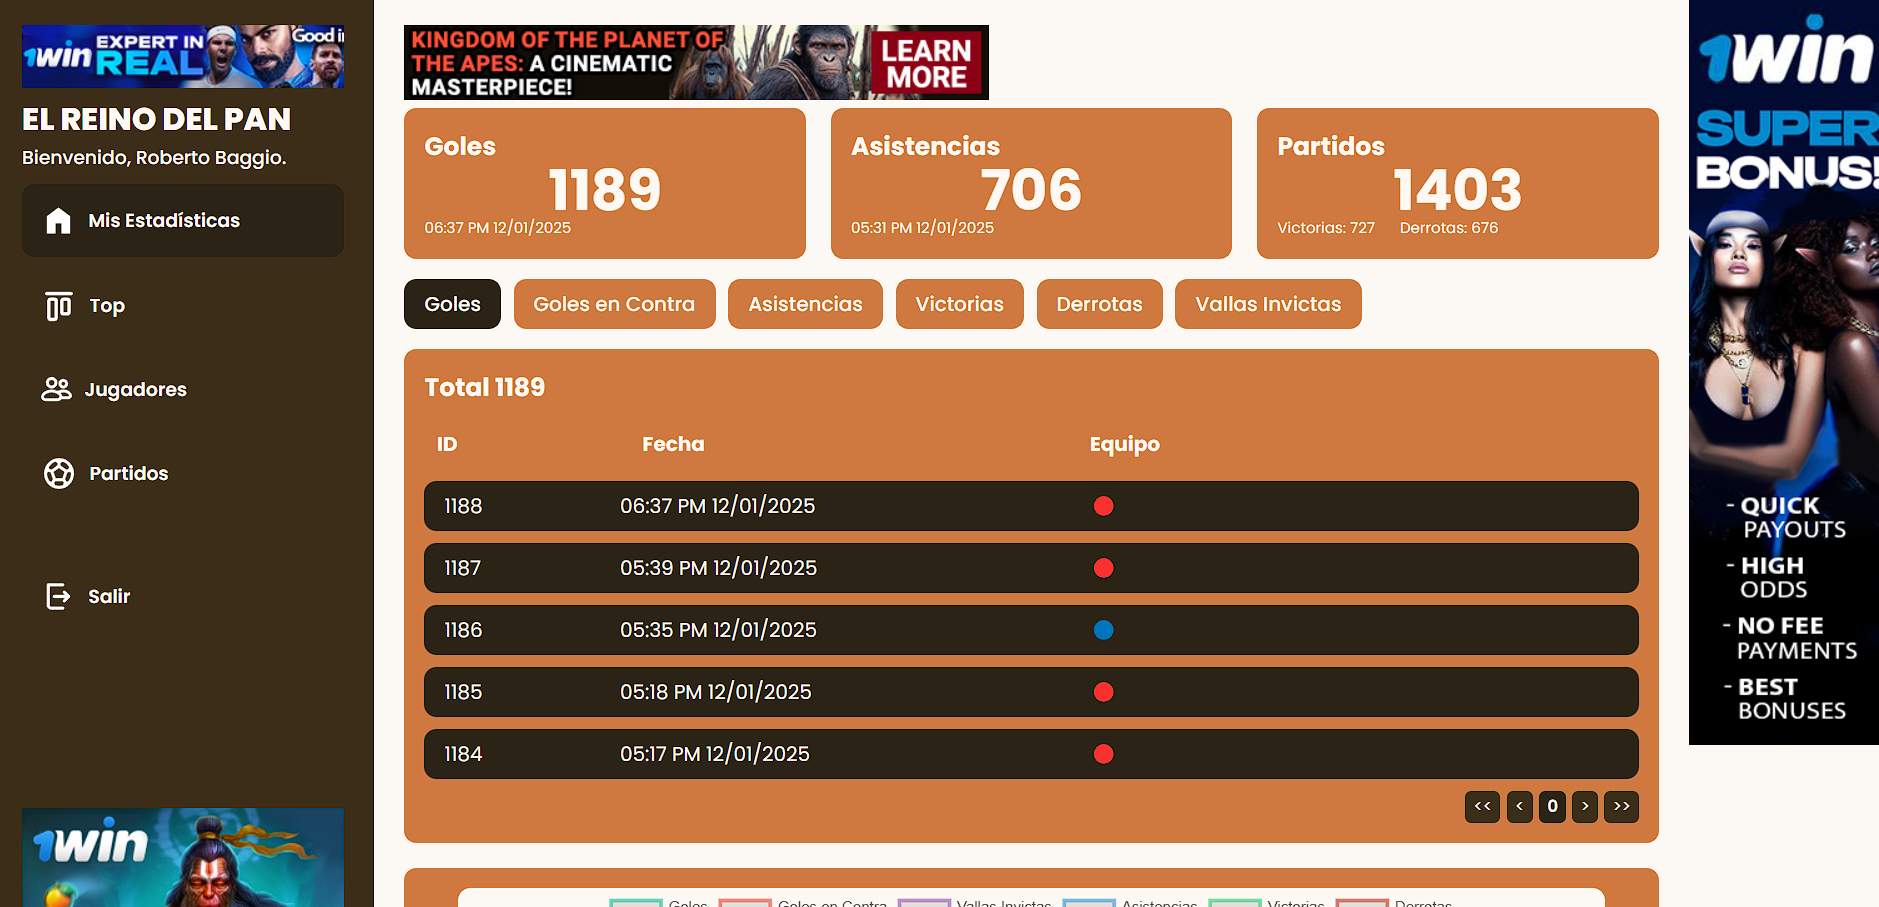 1win EXPERT IN REAL
Good i
EL REINO DEL PAN
Bienvenido, Roberto Baggio.
Mis Estadísticas
Top
Jugadores
Partidos
Salir
1win
KINGDOM OF THE PLANET OF
THE APES: A CINEMATIC
MASTERPIECE!
LEARN
MORE
Goles
1189
06:37 PM 12/01/2025
Asistencias
706
05:31 PM 12/01/2025
Partidos
1403
Victorias: 727 Derrotas: 676
Goles Goles en Contra Asistencias Victorias Derrotas Vallas Invictas
Total 1189
ID Fecha Equipo
1188 06:37 PM 12/01/2025
1187 05:39 PM 12/01/2025
1186 05:35 PM 12/01/2025
1185 05:18 PM 12/01/2025
1184 05:17 PM 12/01/2025
<< < 0 > >>
Goles Goles en Contra Vallas Invictas Asistencias Victorias Derrotas
1win
SUPER
BONUS!
- QUICK
PAYOUTS
- HIGH
ODDS
- NO FEE
PAYMENTS
- BEST
BONUSES